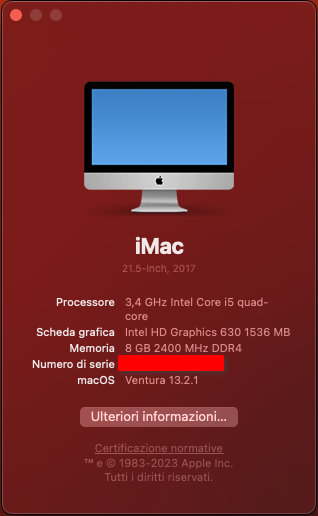 iMac
21.5-inch, 2017
Processore 3,4 GHz Intel Core i5 quad-
core
Scheda grafica Intel HD Graphics 630 1536 MB
Memoria 8 GB 2400 MHz DDR4
Numero di serie
macOS Ventura 13.2.1
Ulteriori informazioni...
Certificazione normative
™ e © 1983-2023 Apple Inc.
Tutti i diritti riservati.